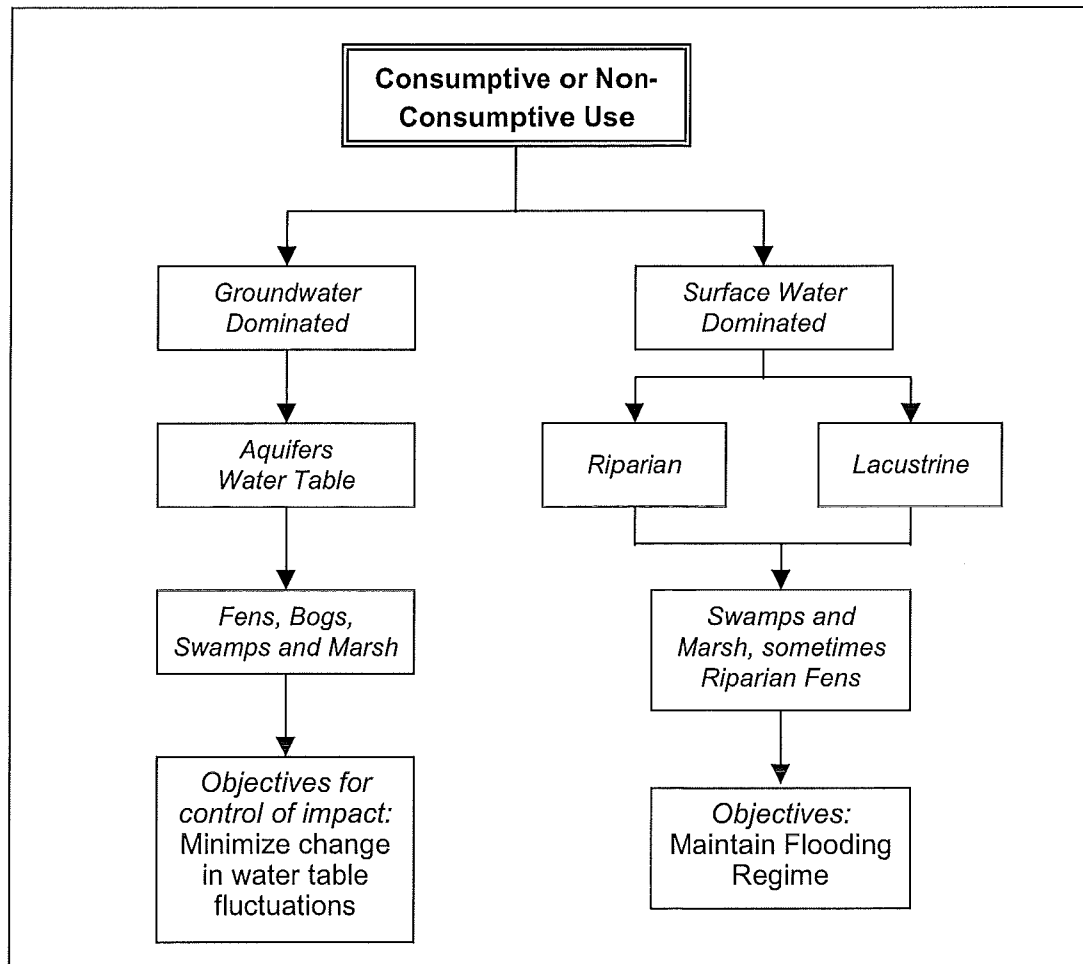 Consumptive or Non-
Consumptive Use
Groundwater
Dominated
Surface Water
Dominated
Aquifers
Water Table
Riparian
Lacustrine
Fens, Bogs,
Swamps and Marsh
Swamps and
Marsh, sometimes
Riparian Fens
Objectives for
control of impact:
Minimize change
in water table
fluctuations
Objectives:
Maintain Flooding
Regime